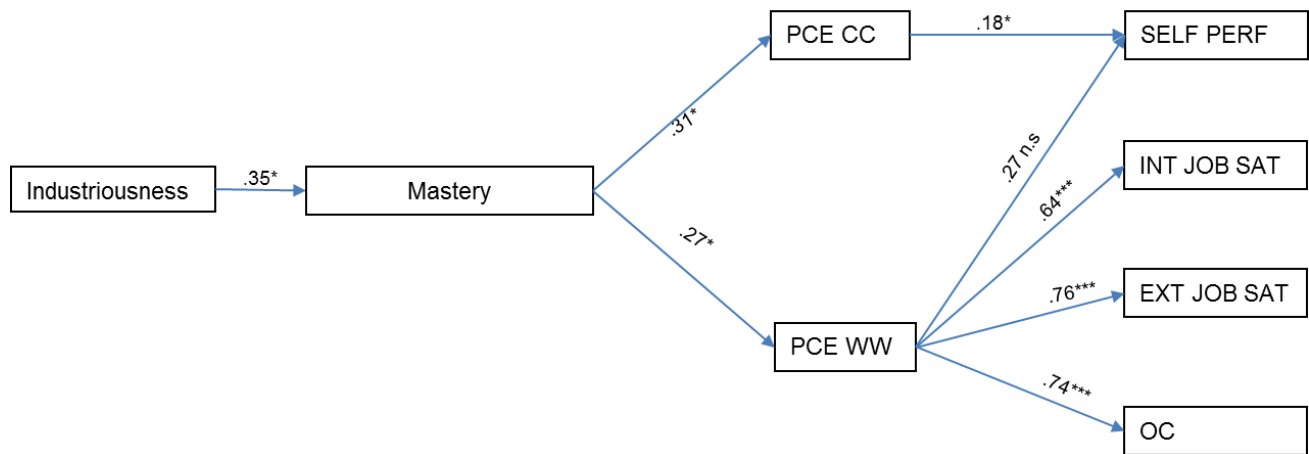 PCE CC
.18*
SELF PERF
.31*
.27 n.s
INT JOB SAT
Industriousness
.35*
Mastery
.64***
.27*
EXT JOB SAT
.76***
PCE WW
.74***
OC